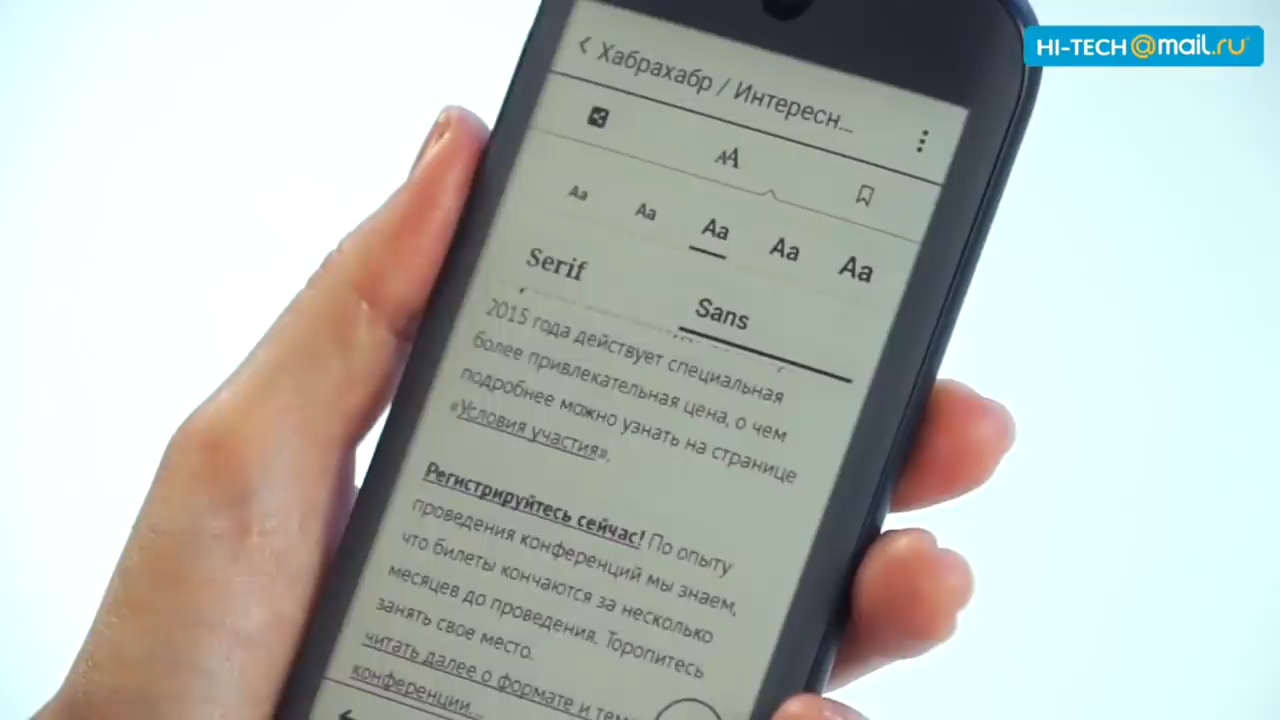 HI-TECH@mail.ru
Хабрахабр / Интересн...
AA
Aa Aa Aa Aa Aa
Serif Sans
2015 года действует специальная
более привлекательная цена, о чем
подробнее можно узнать на странице
«Условия участия».
Регистрируйтесь сейчас! По опыту
проведения конференций мы знаем,
что билеты кончаются за несколько
месяцев до проведения. Торопитесь
занять свое место.
читать далее о формате и тем
конференции...